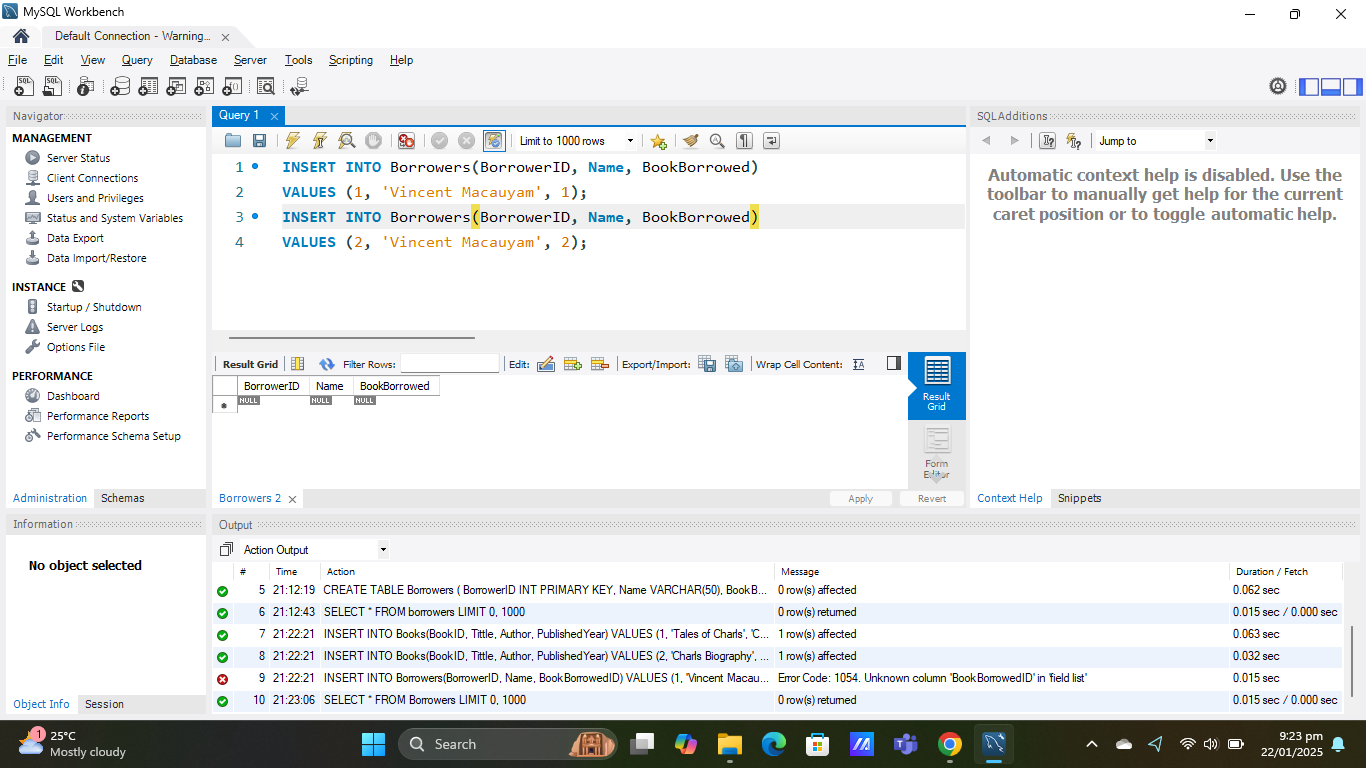 MySQL Workbench
Default Connection - Warning... ×
File Edit View Query Database Server Tools Scripting Help
Navigator
MANAGEMENT
Server Status
Client Connections
Users and Privileges
Status and System Variables
Data Export
Data Import/Restore
INSTANCE
Startup / Shutdown
Server Logs
Options File
PERFORMANCE
Dashboard
Performance Reports
Performance Schema Setup
Administration Schemas
Information
No object selected
Object Info Session
Query 1 ×
Limit to 1000 rows
1 INSERT INTO Borrowers(BorrowerID, Name, BookBorrowed)
2 VALUES (1, 'Vincent Macauyam', 1);
3 INSERT INTO Borrowers(BorrowerID, Name, BookBorrowed)
4 VALUES (2, 'Vincent Macauyam', 2);
Result Grid Filter Rows: Edit: Export/Import: Wrap Cell Content:
BorrowerID Name BookBorrowed
NULL NULL NULL
Result Grid
Form Editor
Borrowers 2 × Apply Revert
SQLAdditions
Jump to
Automatic context help is disabled. Use the
toolbar to manually get help for the current
caret position or to toggle automatic help.
Context Help Snippets
Output
Action Output
# Time Action Message Duration / Fetch
5 21:12:19 CREATE TABLE Borrowers ( BorrowerID INT PRIMARY KEY, Name VARCHAR(50), BookB... 0 row(s) affected 0.062 sec
6 21:12:43 SELECT * FROM borrowers LIMIT 0, 1000 0 row(s) returned 0.015 sec / 0.000 sec
7 21:22:21 INSERT INTO Books(BookID, Tittle, Author, PublishedYear) VALUES (1, 'Tales of Charls', 'C... 1 row(s) affected 0.063 sec
8 21:22:21 INSERT INTO Books(BookID, Tittle, Author, PublishedYear) VALUES (2, 'Charls Biography', ... 1 row(s) affected 0.032 sec
9 21:22:21 INSERT INTO Borrowers(BorrowerID, Name, BookBorrowedID) VALUES (1, 'Vincent Macau... Error Code: 1054. Unknown column 'BookBorrowedID' in 'field list' 0.015 sec
10 21:23:06 SELECT * FROM Borrowers LIMIT 0, 1000 0 row(s) returned 0.015 sec / 0.000 sec
1
25°C
Mostly cloudy
Search
9:23 pm
22/01/2025